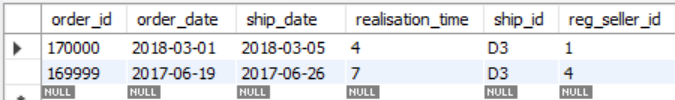 order_id order_date ship_date realisation_time ship_id reg_seller_id
170000 2018-03-01 2018-03-05 4 D3 1
169999 2017-06-19 2017-06-26 7 D3 4
NULL NULL NULL NULL NULL NULL